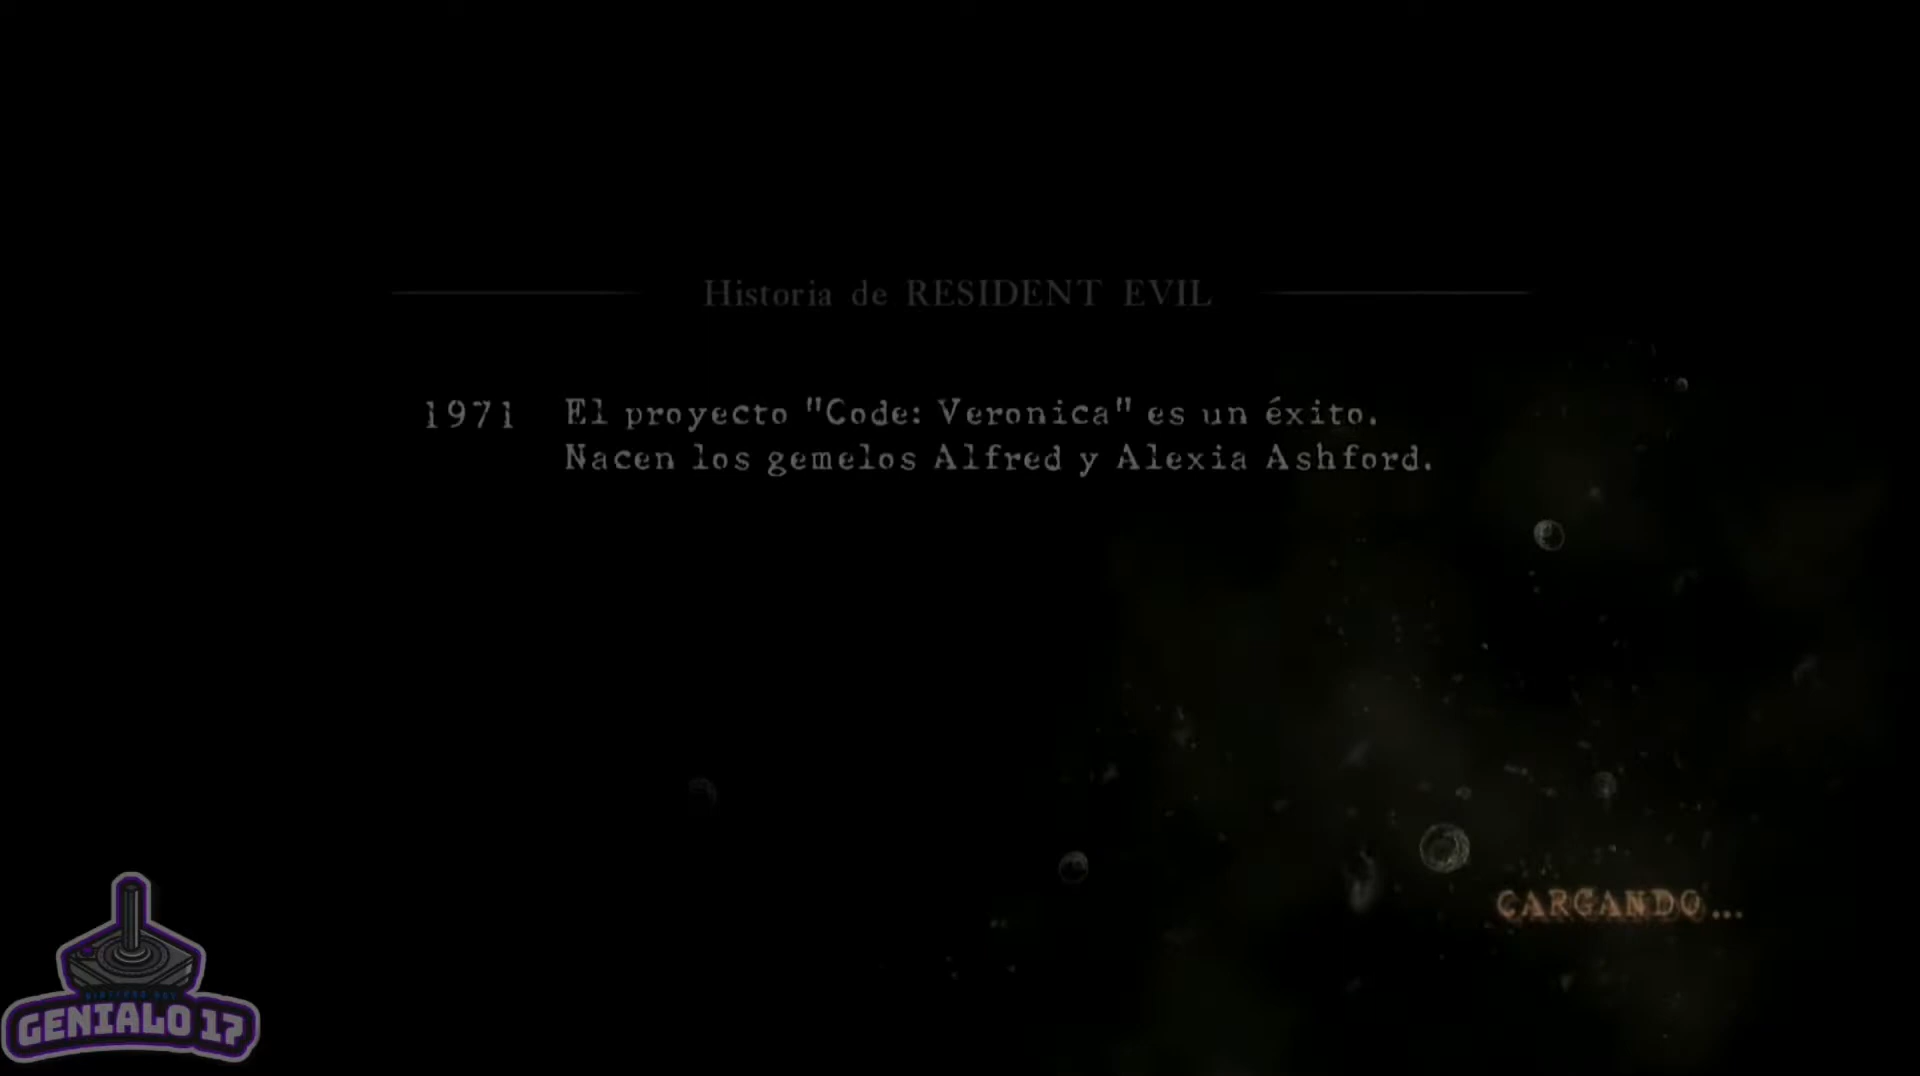 Historia de RESIDENT EVIL
1971 El proyecto "Code: Veronica" es un éxito.
Nacen los gemelos Alfred y Alexia Ashford.
CARGANDO...
GENIALO 17